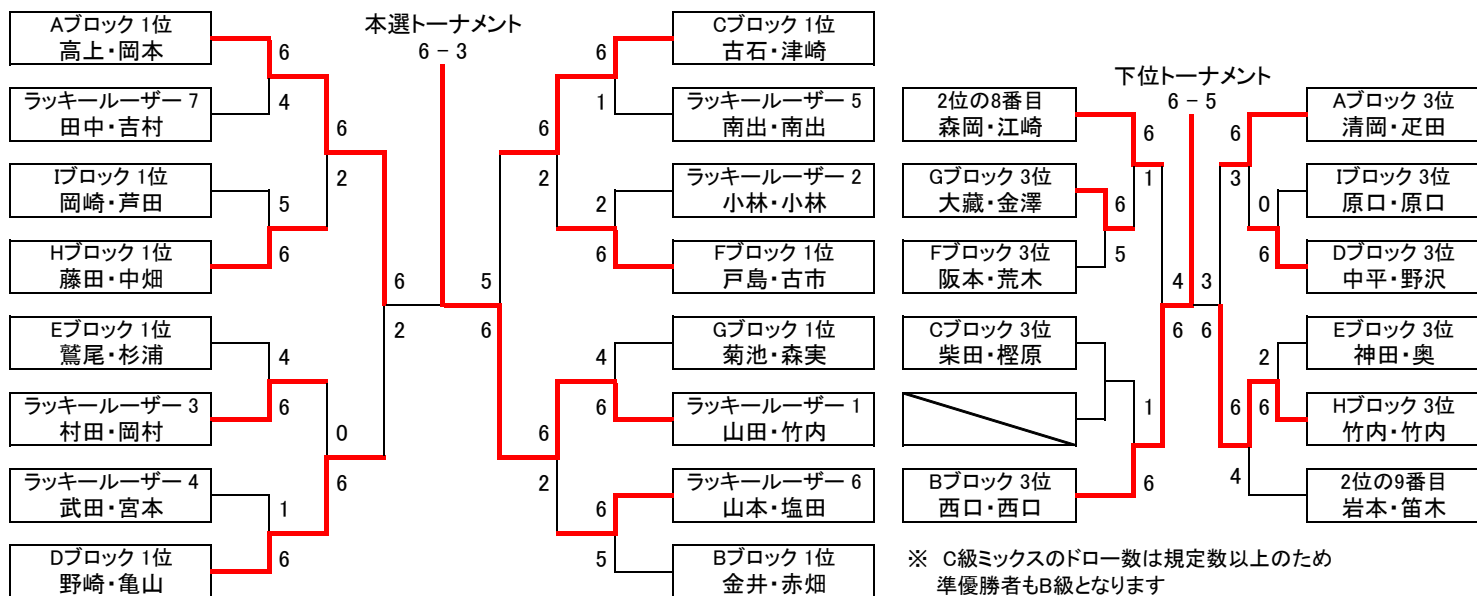 本選トーナメント
6 – 3
Aブロック 1位
高上・岡本
6
4
ラッキールーザー 7
田中・吉村
6
2
Iブロック 1位
岡崎・芦田
5
6
Hブロック 1位
藤田・中畑
6
2
Eブロック 1位
鷲尾・杉浦
4
6
ラッキールーザー 3
村田・岡村
0
6
ラッキールーザー 4
武田・宮本
1
6
Dブロック 1位
野崎・亀山
Cブロック 1位
古石・津崎
6
1
ラッキールーザー 5
南出・南出
6
2
ラッキールーザー 2
小林・小林
2
6
Fブロック 1位
戸島・古市
5
6
Gブロック 1位
菊池・森実
4
6
ラッキールーザー 1
山田・竹内
6
2
ラッキールーザー 6
山本・塩田
6
5
Bブロック 1位
金井・赤畑
下位トーナメント
6 – 5
2位の8番目
森岡・江崎
6
1
Gブロック 3位
大藏・金澤
6
5
Fブロック 3位
阪本・荒木
4
6
Cブロック 3位
柴田・樫原
1
6
Bブロック 3位
西口・西口
Aブロック 3位
清岡・疋田
6
3
Iブロック 3位
原口・原口
0
6
Dブロック 3位
中平・野沢
3
6
Eブロック 3位
神田・奥
2
6
Hブロック 3位
竹内・竹内
6
4
2位の9番目
岩本・笛木
※ C級ミックスのドロー数は規定数以上のため
準優勝者もB級となります